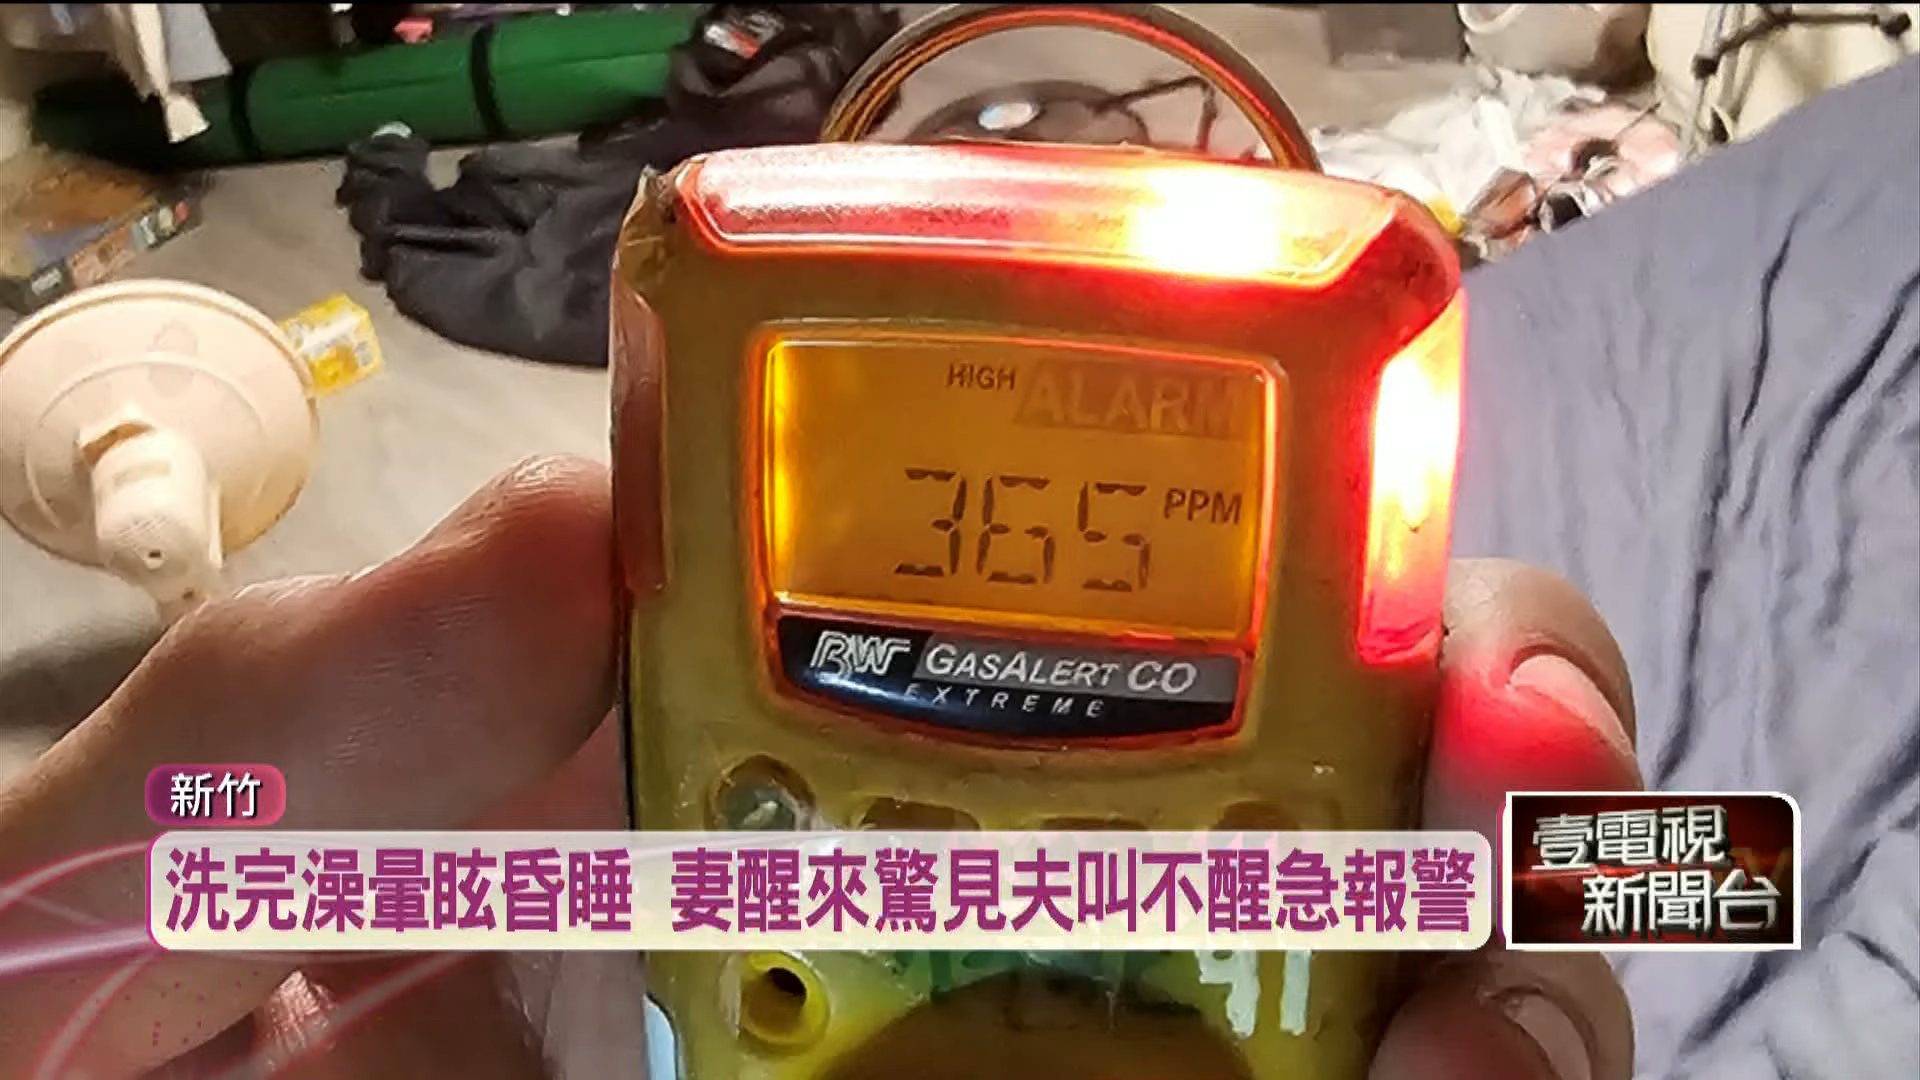 HIGH ALARM
365 PPM
BW GASALERT CO
EXTREME
新竹
洗完澡暈眩昏睡 妻醒來驚見夫叫不醒急報警
壹電視
新聞台
91